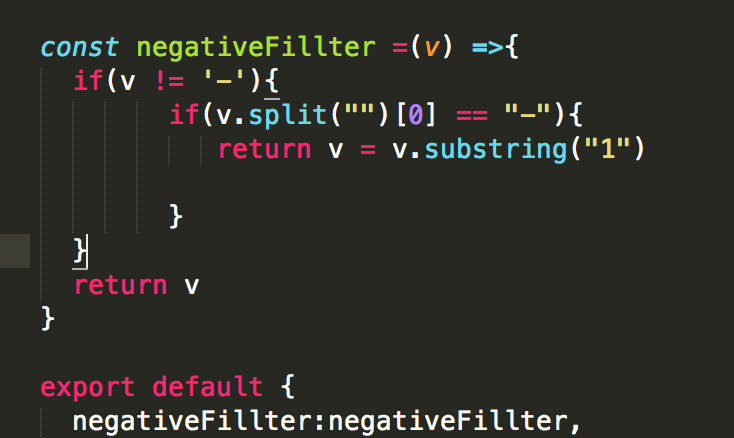 const negativeFillter =(v) =>{
if(v != '-'){
if(v.split("")[0] == "-"){
return v = v.substring("1")
}
}
return v
}
export default {
negativeFillter:negativeFillter,